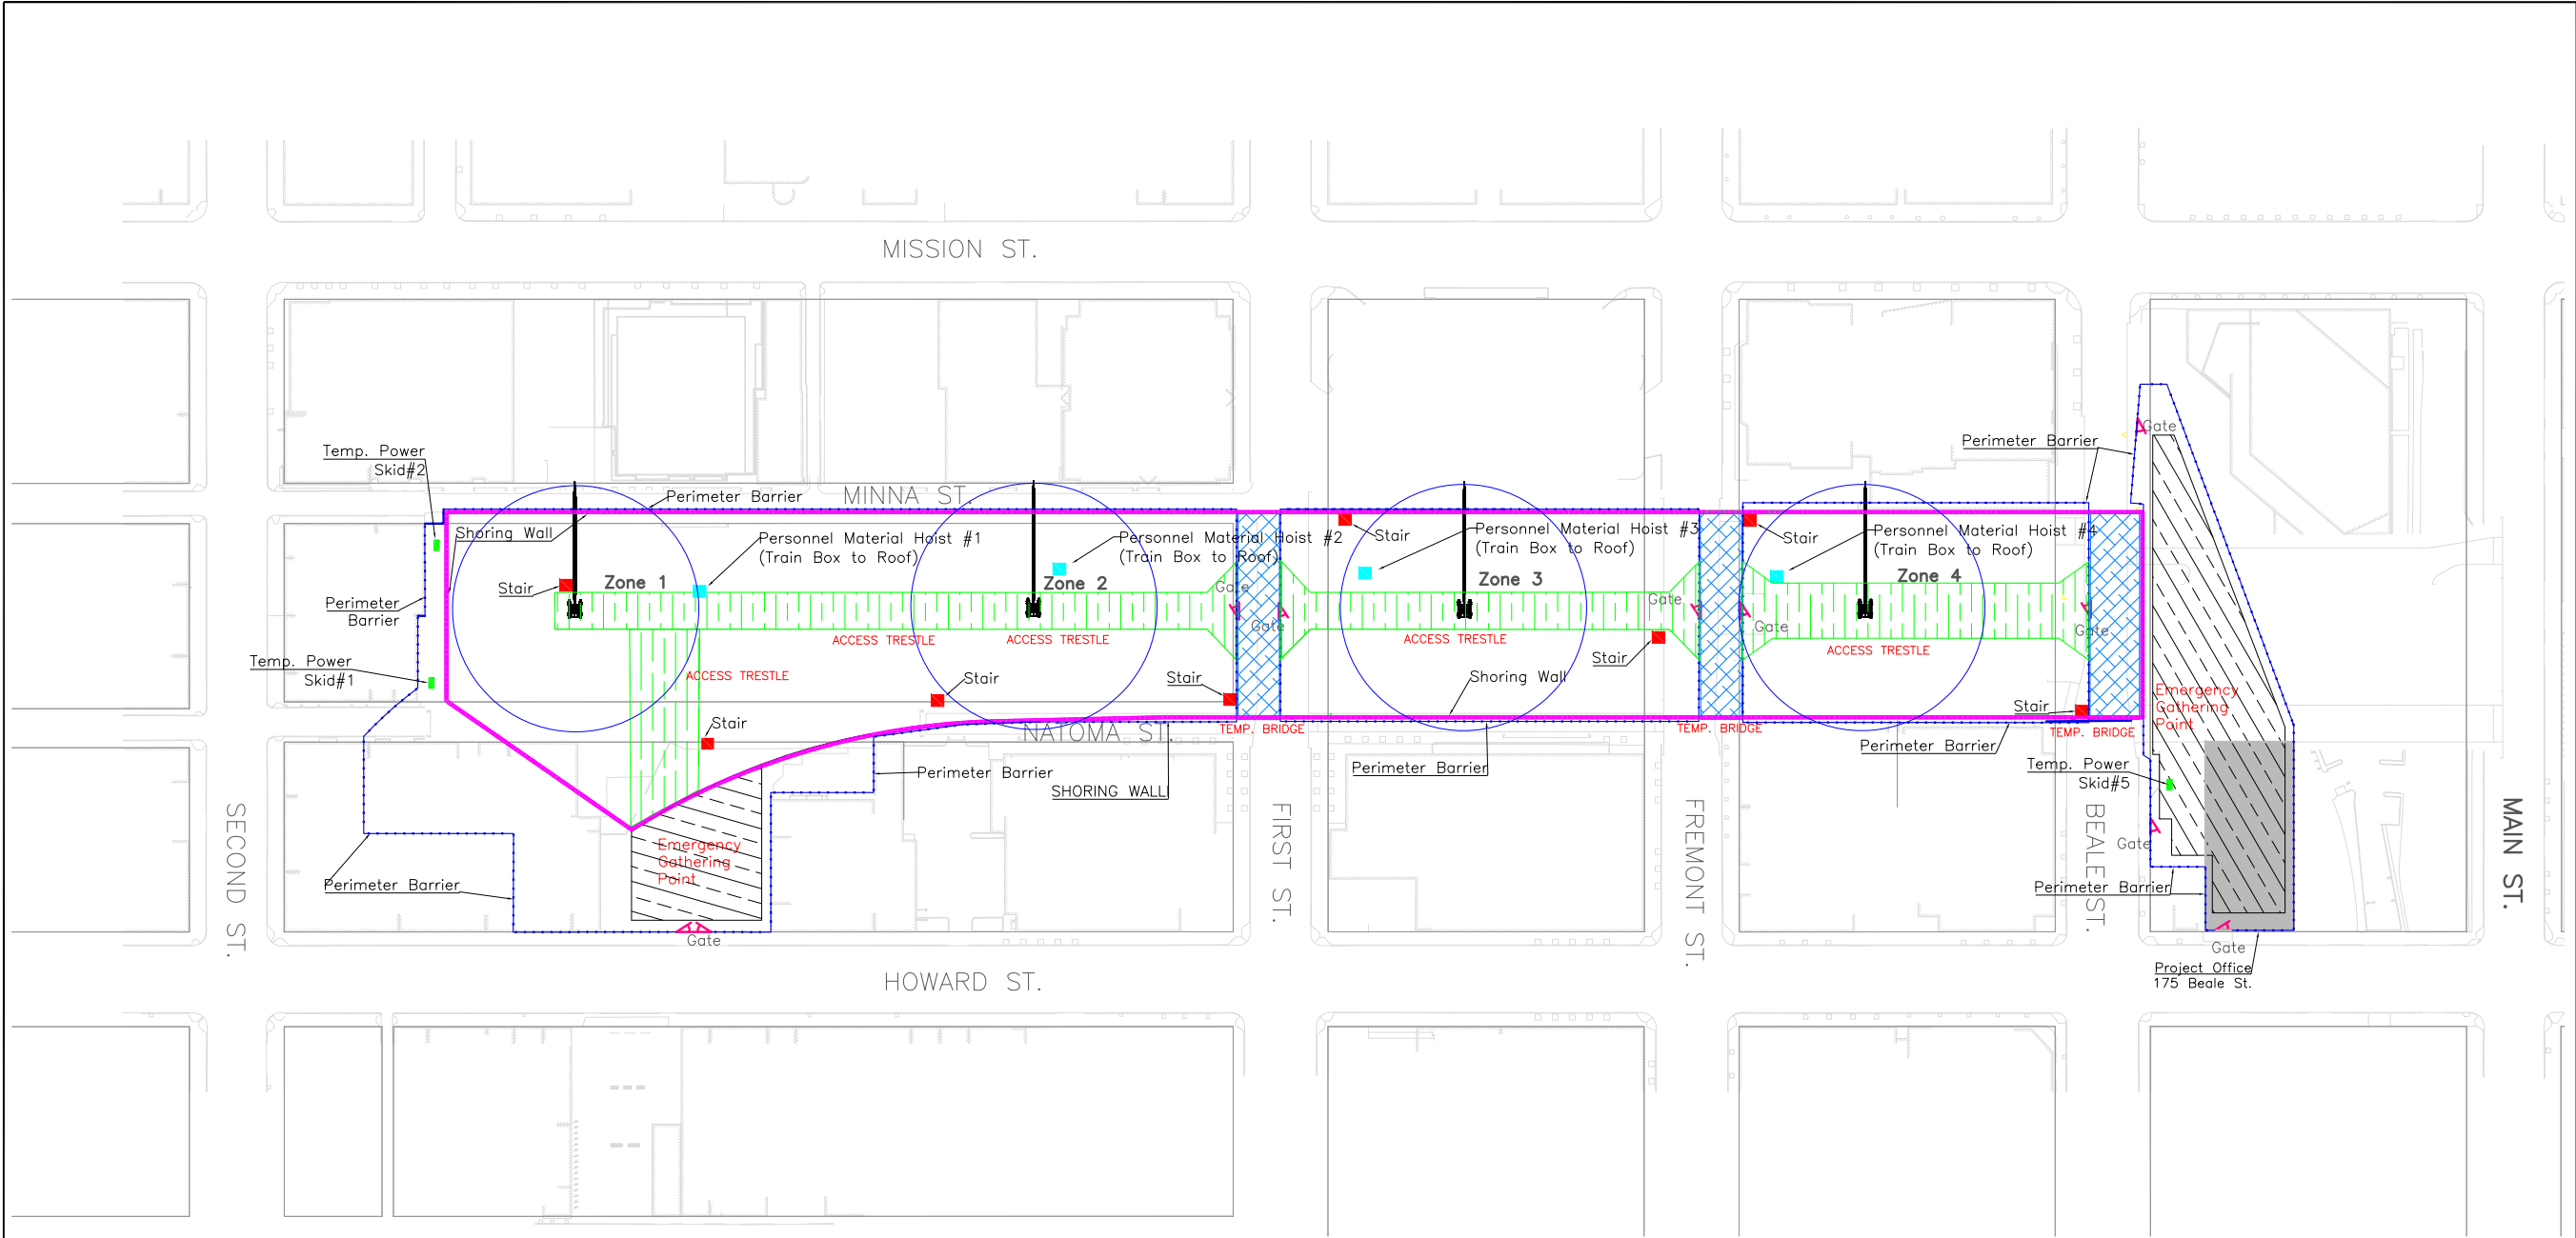 MISSION ST.
Gate
Perimeter Barrier
Temp. Power
Skid#2
MINNA ST.
Perimeter Barrier
Shoring Wall
Personnel Material Hoist #1
(Train Box to Roof)
Personnel Material Hoist #2
(Train Box to Roof)
Stair
Personnel Material Hoist #3
(Train Box to Roof)
Stair
Personnel Material Hoist #4
(Train Box to Roof)
Stair
Zone 1
Zone 2
Zone 3
Zone 4
Gate
Gate
Gate
Gate
Gate
Perimeter
Barrier
ACCESS TRESTLE
ACCESS TRESTLE
ACCESS TRESTLE
ACCESS TRESTLE
Temp. Power
Skid#1
ACCESS TRESTLE
Stair
Stair
Stair
Shoring Wall
Stair
Emergency
Gathering
Point
Stair
NATOMA ST.
TEMP. BRIDGE
TEMP. BRIDGE
TEMP. BRIDGE
Perimeter Barrier
Perimeter Barrier
Perimeter Barrier
SHORING WALL
Temp. Power
Skid#5
Emergency
Gathering
Point
Gate
Perimeter Barrier
Perimeter Barrier
SECOND ST.
FIRST ST.
FREMONT ST.
BEALE ST.
MAIN ST.
Gate
Gate
HOWARD ST.
Project Office
175 Beale St.